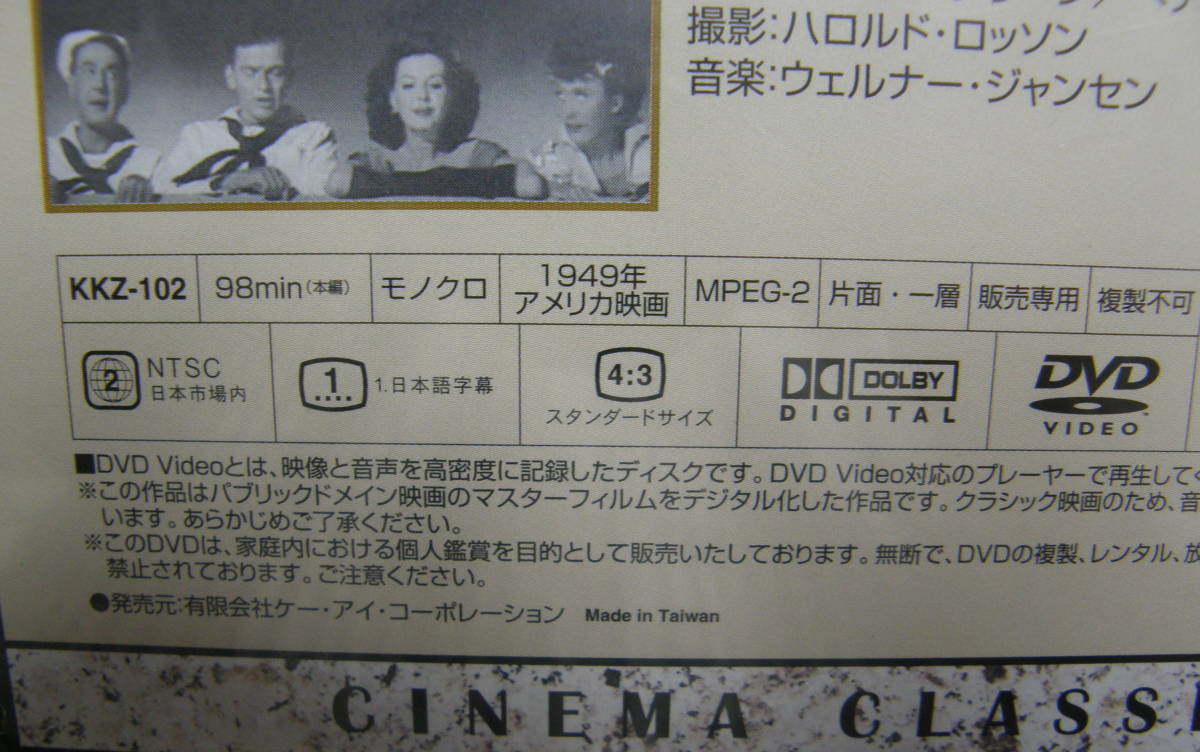 撮影:ハロルド・ロッソン
音楽:ウェルナー・ジャンセン
KKZ-102
98min(本編)
モノクロ
1949年
アメリカ映画
MPEG-2
片面・一層
販売専用
複製不可
2
NTSC
日本市場内
1
1.日本語字幕
4:3
スタンダードサイズ
DOLBY
DIGITAL
DVD
VIDEO
■DVD Videoとは、映像と音声を高密度に記録したディスクです。DVD Video対応のプレーヤーで再生して
※この作品はパブリックドメイン映画のマスターフィルムをデジタル化した作品です。クラシック映画のため、音
います。あらかじめご了承ください。
※このDVDは、家庭内における個人鑑賞を目的として販売いたしております。無断で、DVDの複製、レンタル、放
禁止されております。ご注意ください。
●発売元:有限会社ケー・アイ・コーポレーション Made in Taiwan
CINEMA CLASS